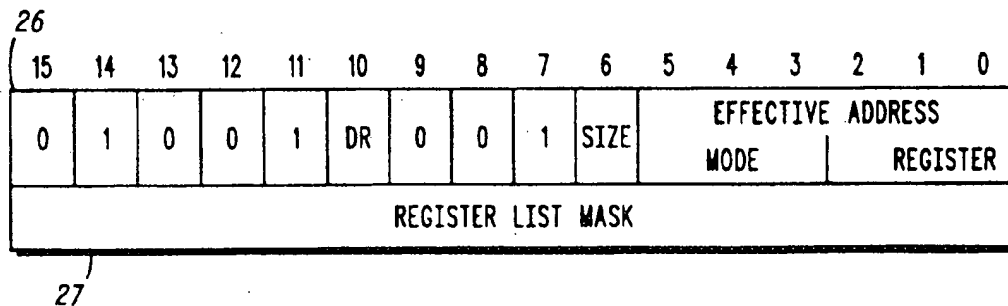 26
15 14 13 12 11 10 9 8 7 6 5 4 3 2 1 0
0 1 0 0 1 DR 0 0 1 SIZE EFFECTIVE ADDRESS
MODE REGISTER
REGISTER LIST MASK
27